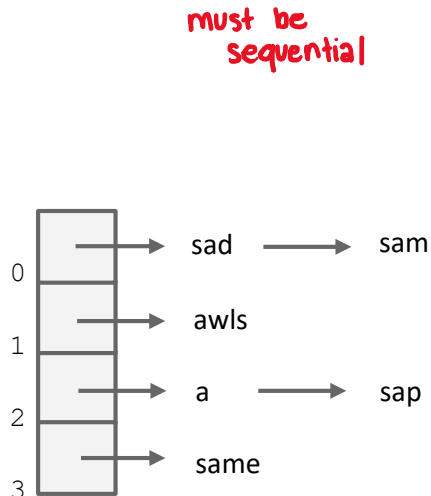 must be
sequential
sad sam
0
awls
1
a sap
2
same
3